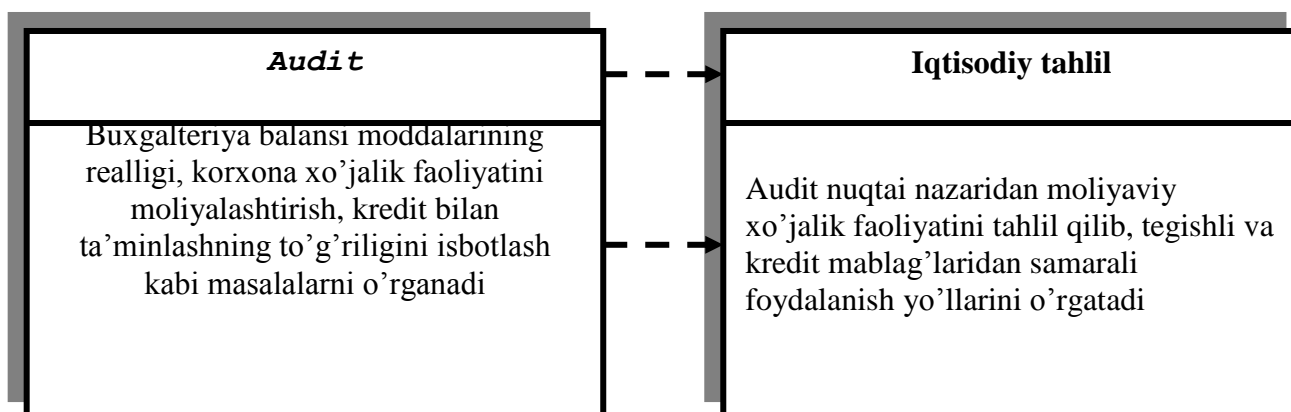 Audit
Buxgalteriya balansi moddalarining
realligi, korxona xo’jalik faoliyatini
moliyalashtirish, kredit bilan
ta’minlashning to’g’riligini isbotlash
kabi masalalarni o’rganadi
Iqtisodiy tahlil
Audit nuqtai nazaridan moliyaviy
xo’jalik faoliyatini tahlil qilib, tegishli va
kredit mablag’laridan samarali
foydalanish yo’llarini o’rgatadi